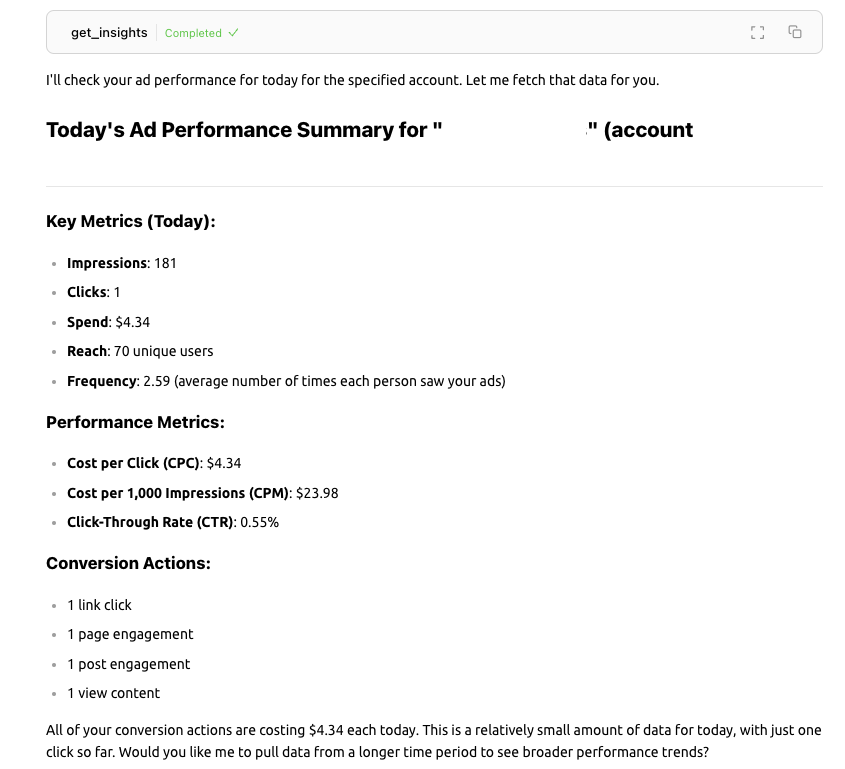 get_insights Completed
I'll check your ad performance for today for the specified account. Let me fetch that data for you.
Today's Ad Performance Summary for " " (account
Key Metrics (Today):
Impressions: 181
Clicks: 1
Spend: $4.34
Reach: 70 unique users
Frequency: 2.59 (average number of times each person saw your ads)
Performance Metrics:
Cost per Click (CPC): $4.34
Cost per 1,000 Impressions (CPM): $23.98
Click-Through Rate (CTR): 0.55%
Conversion Actions:
1 link click
1 page engagement
1 post engagement
1 view content
All of your conversion actions are costing $4.34 each today. This is a relatively small amount of data for today, with just one
click so far. Would you like me to pull data from a longer time period to see broader performance trends?